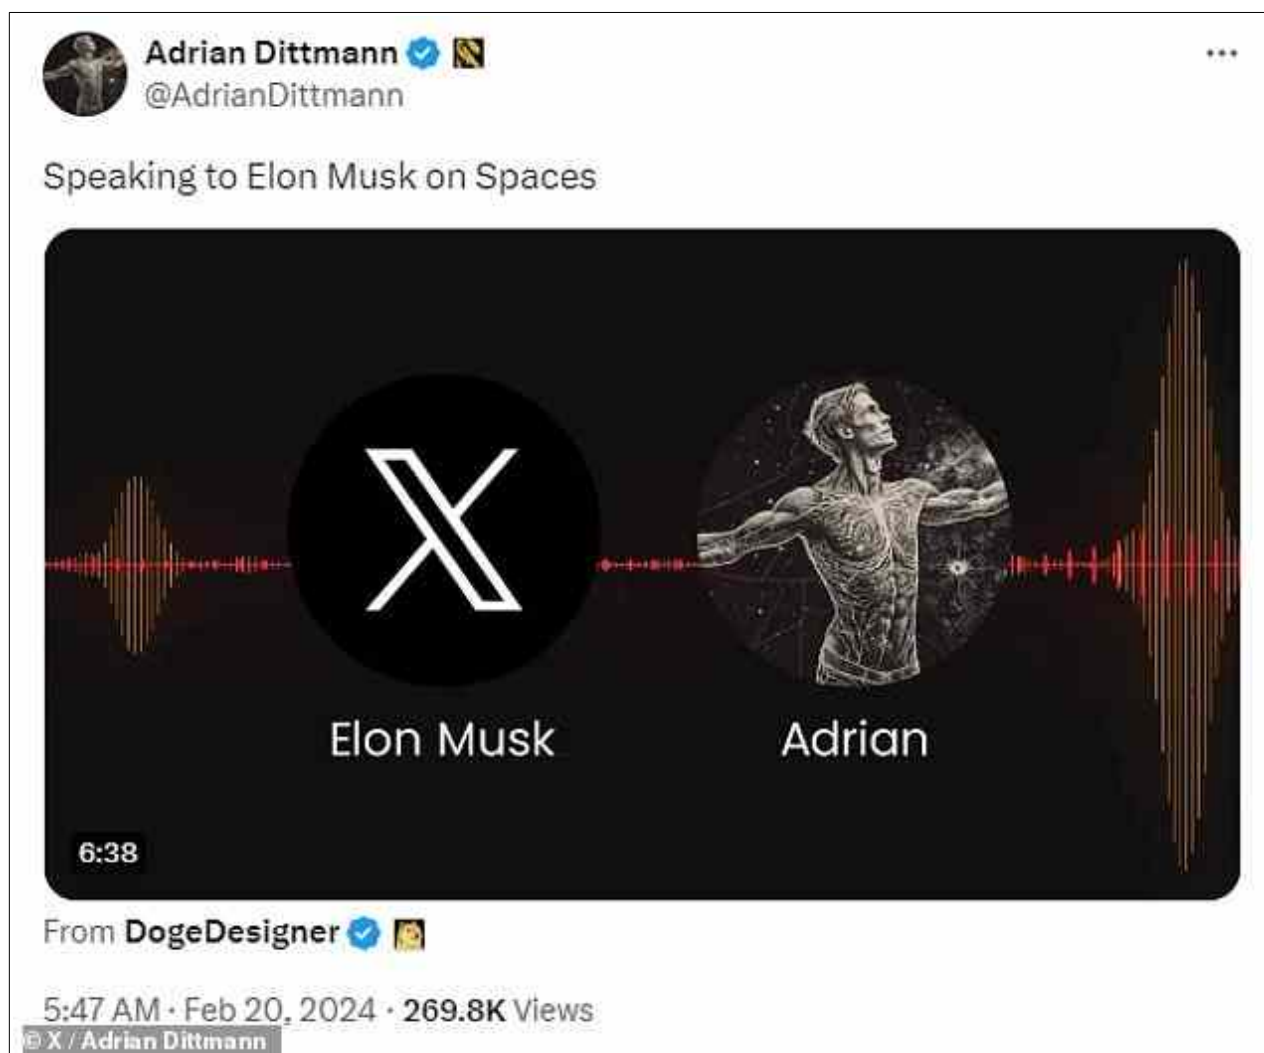 Adrian Dittmann
@AdrianDittmann
Speaking to Elon Musk on Spaces
X
Elon Musk
Adrian
6:38
From DogeDesigner
5:47 AM · Feb 20, 2024 · 269.8K Views
© X / Adrian Dittmann